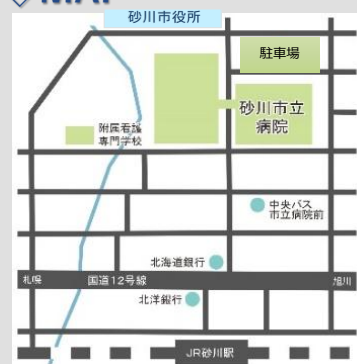 MAP
砂川市役所
駐車場
砂川市立
病院
附属看護
専門学校
中央バス
市立病院前
北海道銀行
札幌
国道12号線
旭川
北洋銀行
JR砂川駅